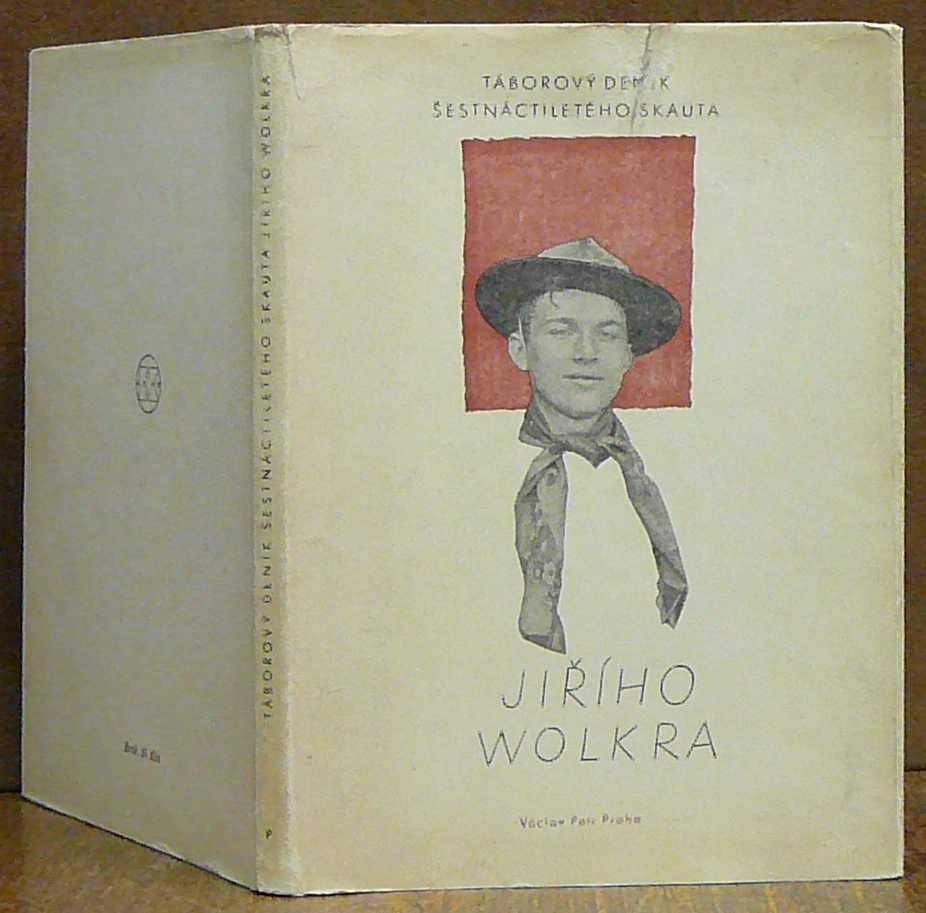 TÁBOROVÝ DENÍK
ŠESTNÁCTILETÉHO SKAUTA
JIŘÍHO
WOLKRA
Václav Petr Praha
TÁBOROVÝ DENÍK ŠESTNÁCTILETÉHO SKAUTA JIŘÍHO WOLKRA
P